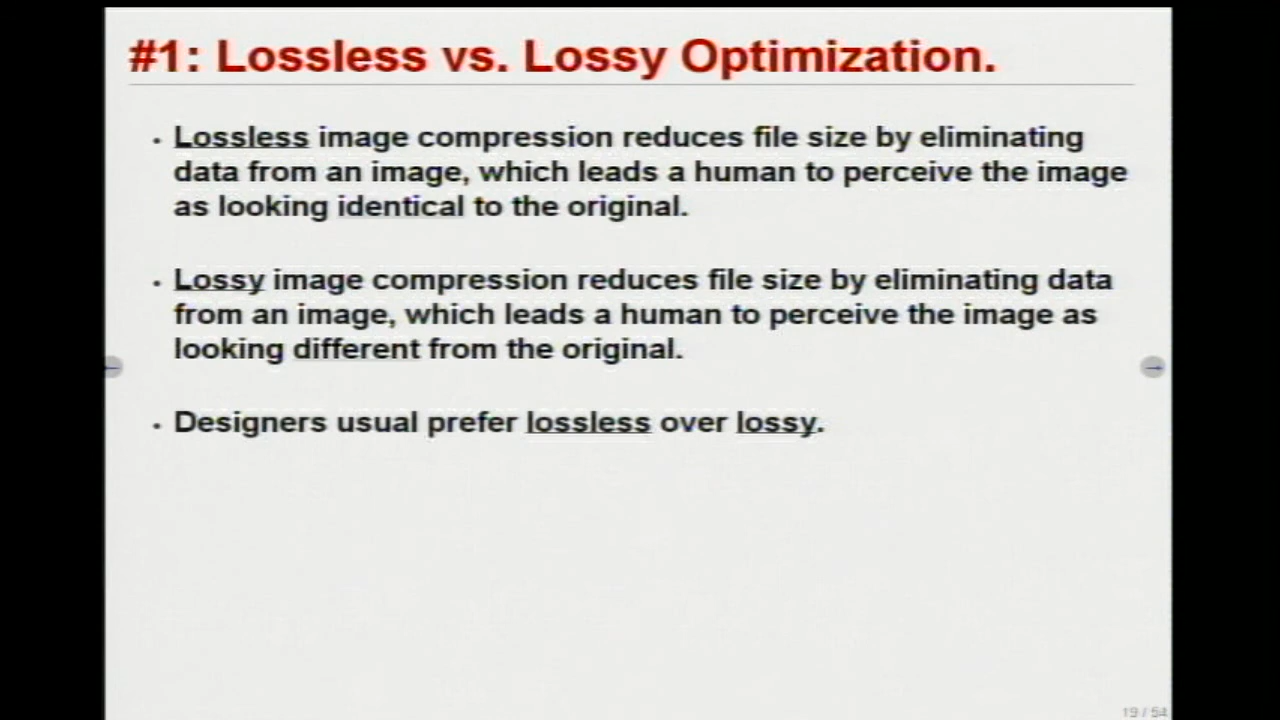 #1: Lossless vs. Lossy Optimization.
• Lossless image compression reduces file size by eliminating
data from an image, which leads a human to perceive the image
as looking identical to the original.
• Lossy image compression reduces file size by eliminating data
from an image, which leads a human to perceive the image as
looking different from the original.
• Designers usual prefer lossless over lossy.
19 / 54